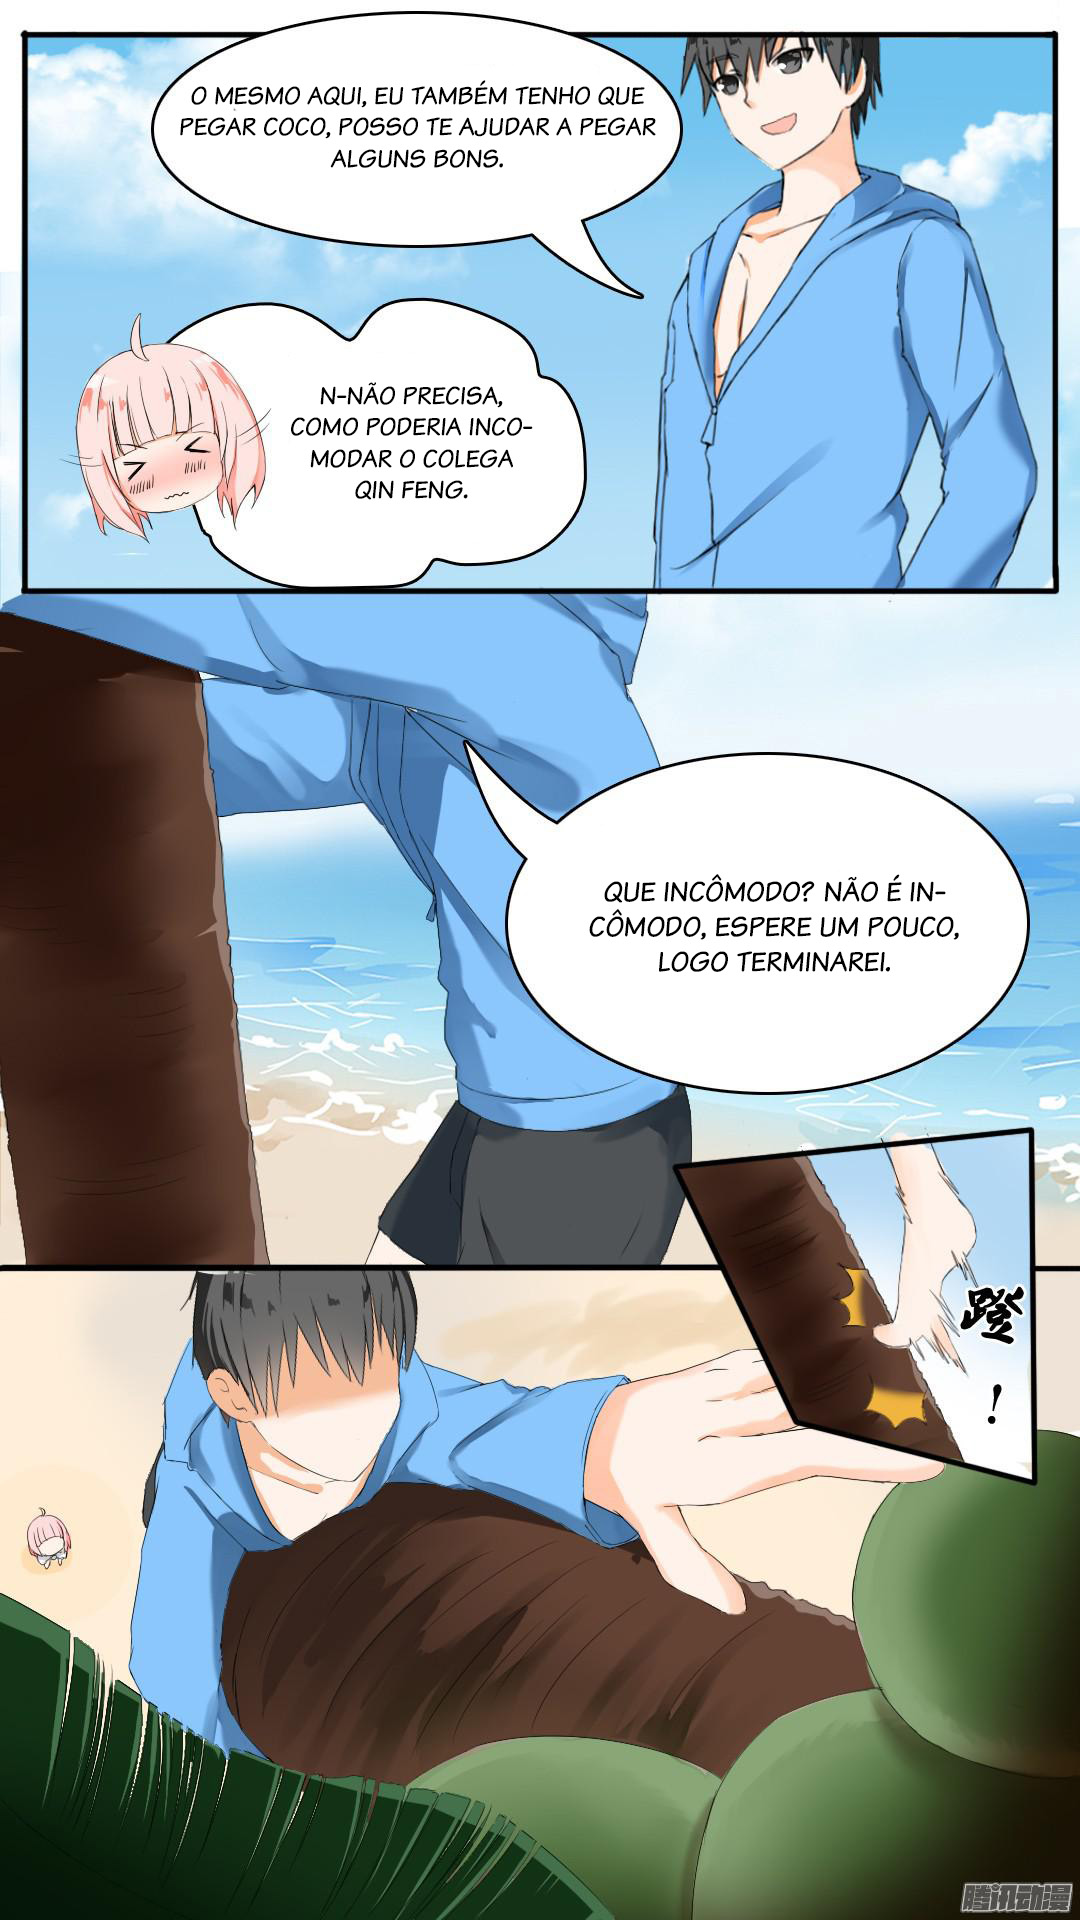 O MESMO AQUI, EU TAMBÉM TENHO QUE
PEGAR COCO, POSSO TE AJUDAR A PEGAR
ALGUNS BONS.
N-NÃO PRECISA,
COMO PODERIA INCO-
MODAR O COLEGA
QIN FENG.
QUE INCÔMODO? NÃO É IN-
CÔMODO, ESPERE UM POUCO,
LOGO TERMINAREI.
蹬
!
腾讯动漫